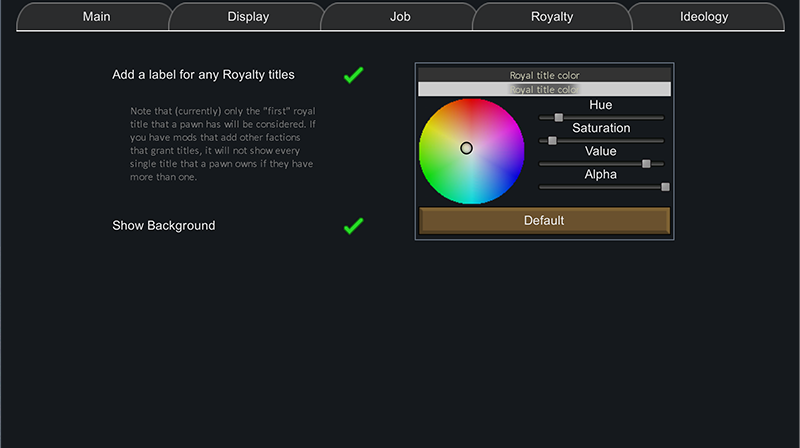 Main
Display
Job
Royalty
Ideology
Add a label for any Royalty titles
Note that (currently) only the "first" royal
title that a pawn has will be considered. If
you have mods that add other factions
that grant titles, it will not show every
single title that a pawn owns if they have
more than one.
Show Background
Royal title color
Royal title color
Hue
Saturation
Value
Alpha
Default